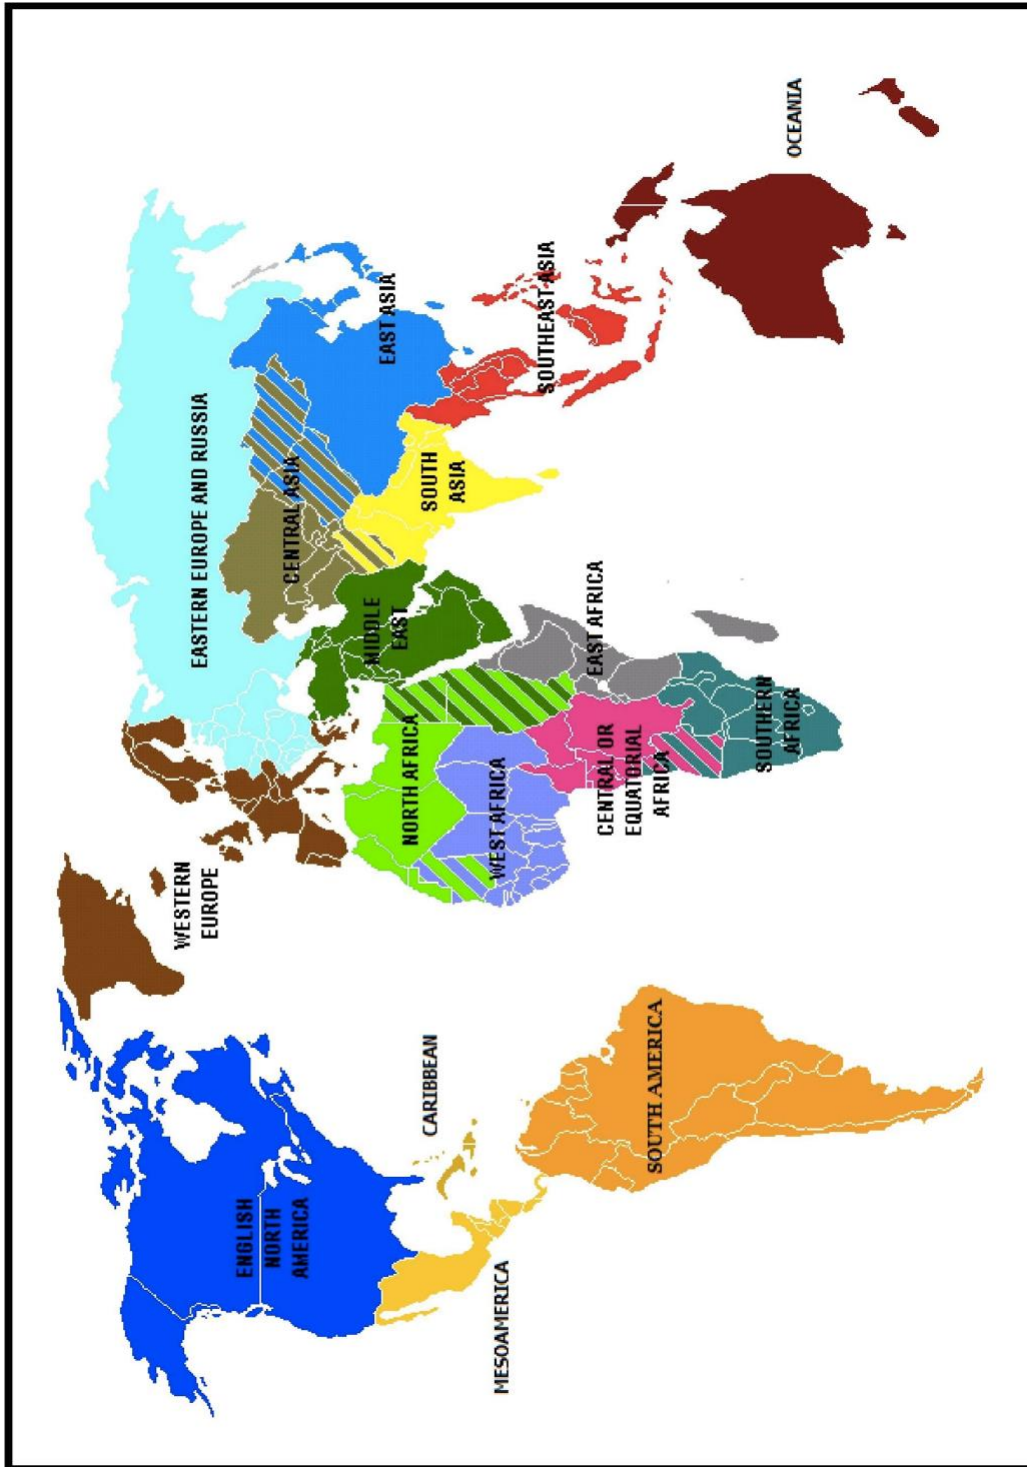 EASTERN EUROPE AND RUSSIA
WESTERN
EUROPE
ENGLISH
NORTH
AMERICA
CENTRAL ASIA
EAST ASIA
MIDDLE
EAST
SOUTH
ASIA
NORTH AFRICA
CARIBBEAN
WEST AFRICA
MESOAMERICA
SOUTHEAST ASIA
EAST AFRICA
CENTRAL OR
EQUATORIAL
AFRICA
SOUTH AMERICA
SOUTHERN
AFRICA
OCEANIA